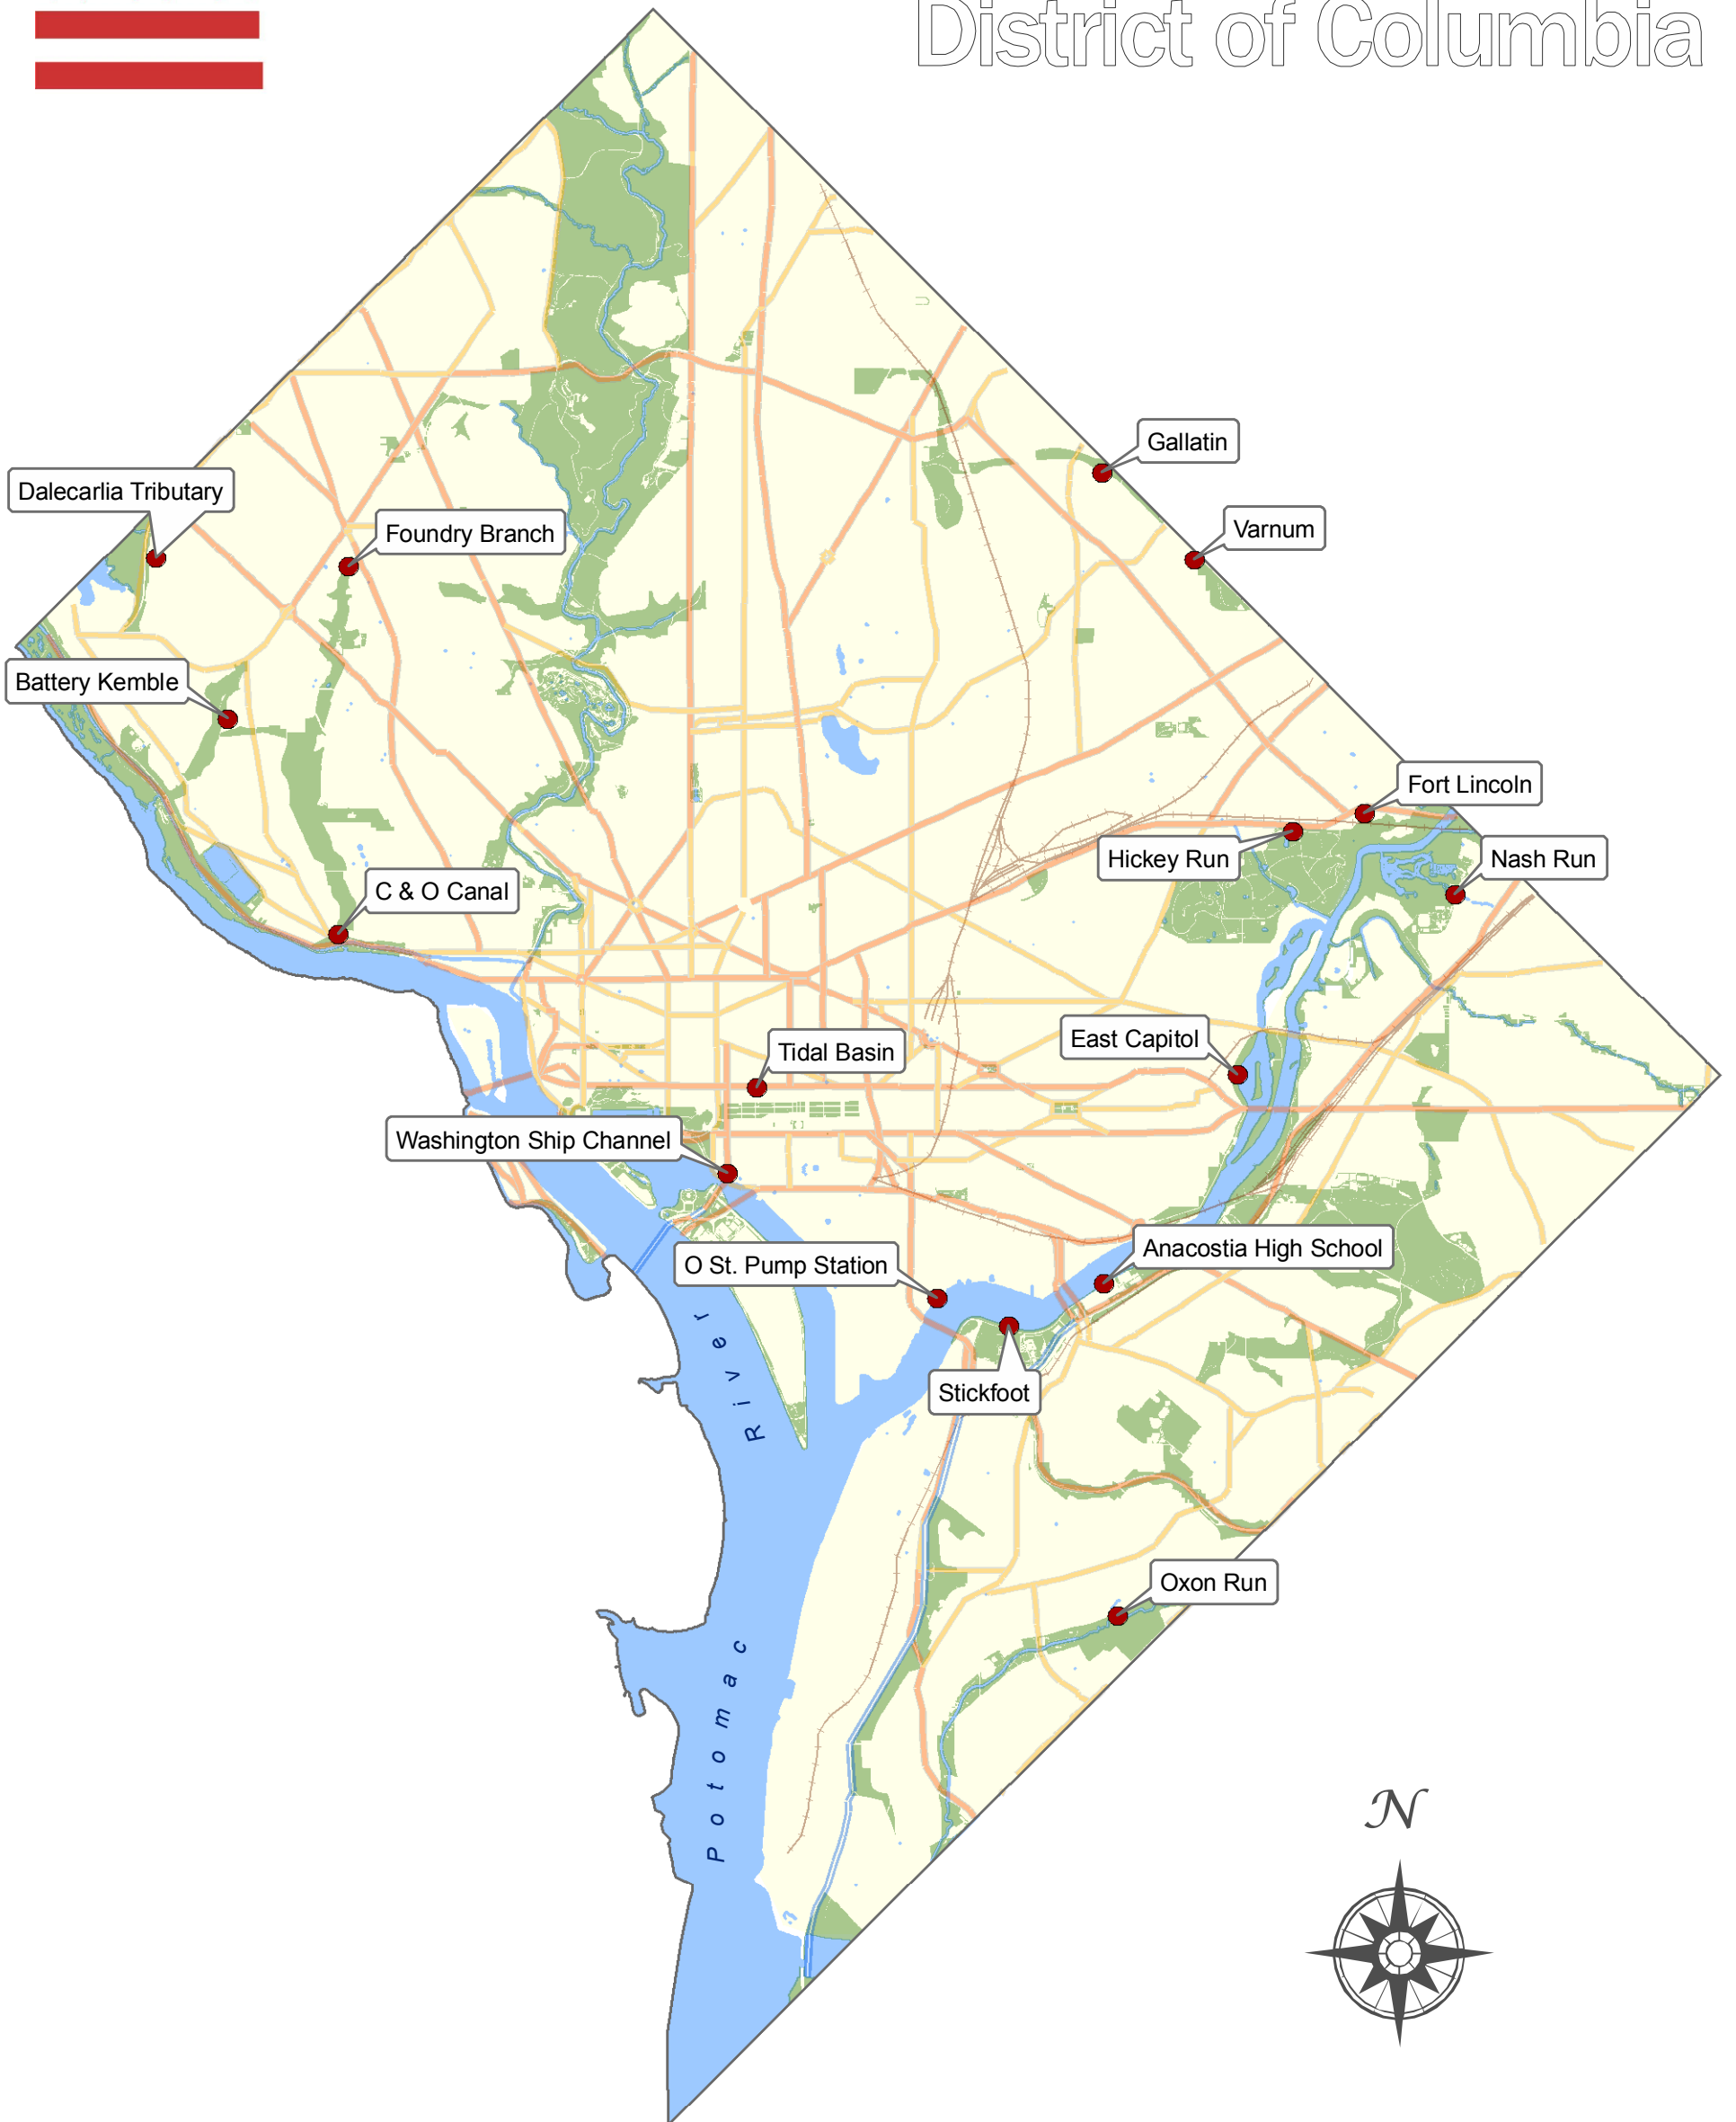 District of Columbia
Gallatin
Dalecarlia Tributary
Foundry Branch
Varnum
Battery Kemble
Fort Lincoln
Hickey Run
Nash Run
C & O Canal
East Capitol
Tidal Basin
Washington Ship Channel
Anacostia High School
O St. Pump Station
Stickfoot
Oxon Run
Potomac River
N